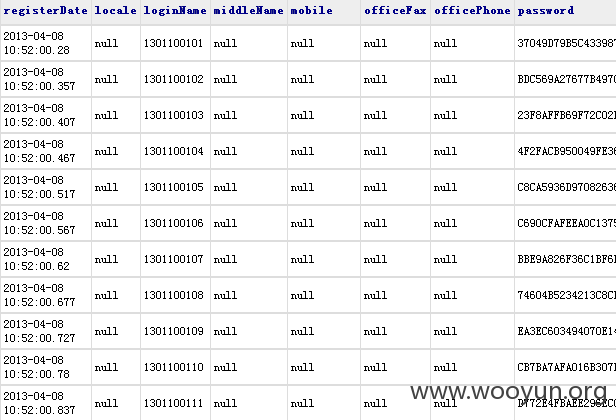 registerDate locale loginName middleName mobile officeFax officePhone password
2013-04-08
10:52:00.28 null 1301100101 null null null null 37049D79B5C433987
2013-04-08
10:52:00.357 null 1301100102 null null null null BDC569A27677B4970
2013-04-08
10:52:00.407 null 1301100103 null null null null 23F8AFFB69F72C02
2013-04-08
10:52:00.467 null 1301100104 null null null null 4F2FACB950049FE36
2013-04-08
10:52:00.517 null 1301100105 null null null null C8CA5936D97082636
2013-04-08
10:52:00.567 null 1301100106 null null null null C690CFAFEEA0C1375
2013-04-08
10:52:00.62 null 1301100107 null null null null BBE9A826F36C1BF6
2013-04-08
10:52:00.677 null 1301100108 null null null null 74604B5234213C8C
2013-04-08
10:52:00.727 null 1301100109 null null null null EA3EC603494070E14
2013-04-08
10:52:00.78 null 1301100110 null null null null CB7BA7AFA016B307
2013-04-08
10:52:00.837 null 1301100111 null null null null
www.wooyun.org